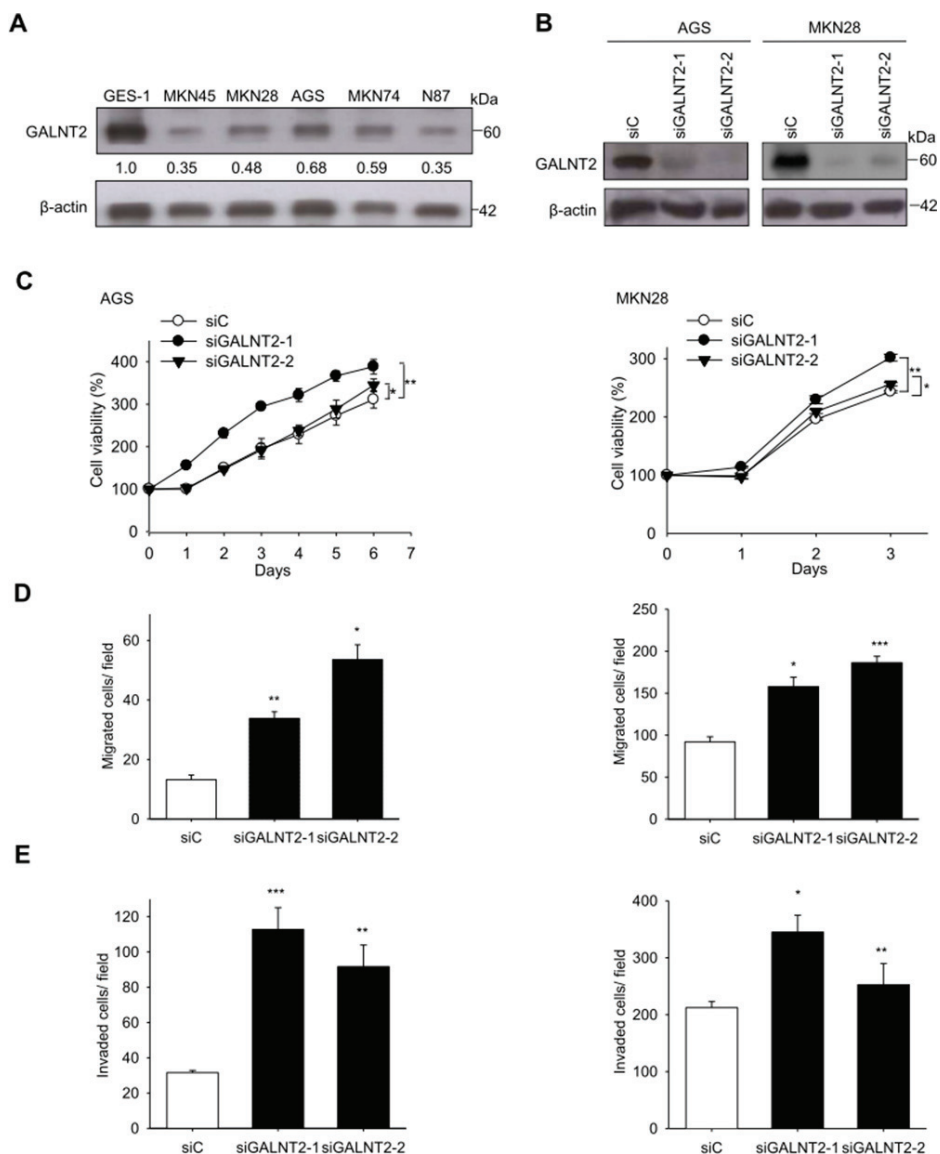 A
GES-1 MKN45 MKN28 AGS MKN74 N87
kDa
GALNT2
60
1.0 0.35 0.48 0.68 0.59 0.35
β-actin
42
B
AGS MKN28
siC siGALNT2-1 siGALNT2-2 siC siGALNT2-1 siGALNT2-2
kDa
GALNT2
60
β-actin
42
C
AGS
siC
siGALNT2-1
siGALNT2-2
Cell viability (%)
400
300
200
100
0
* **
0 1 2 3 4 5 6 7
Days
MKN28
siC
siGALNT2-1
siGALNT2-2
Cell viability (%)
300
200
100
0
** *
0 1 2 3
Days
D
Migrated cells/ field
60
40
20
0
** *
siC siGALNT2-1 siGALNT2-2
Migrated cells/ field
250
200
150
100
50
0
* ***
siC siGALNT2-1 siGALNT2-2
E
Invaded cells/ field
120
100
80
60
40
20
0
*** **
siC siGALNT2-1 siGALNT2-2
Invaded cells/ field
400
300
200
100
0
* **
siC siGALNT2-1 siGALNT2-2